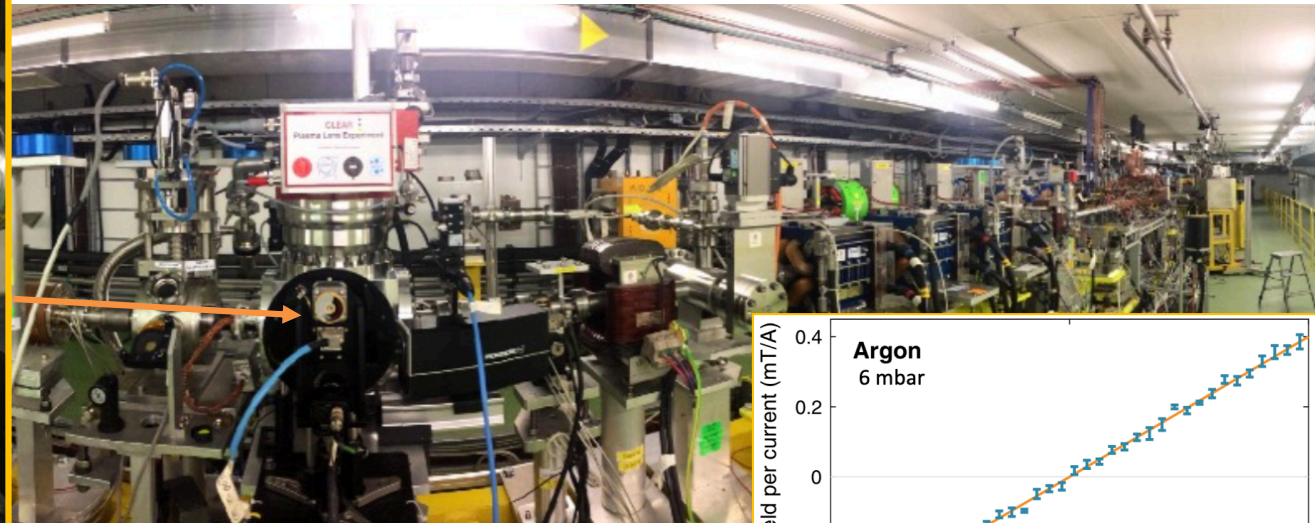 CLEAR
Plasma Lens Experiment
Argon
6 mbar
0.4
0.2
0
eld per current (mT/A)